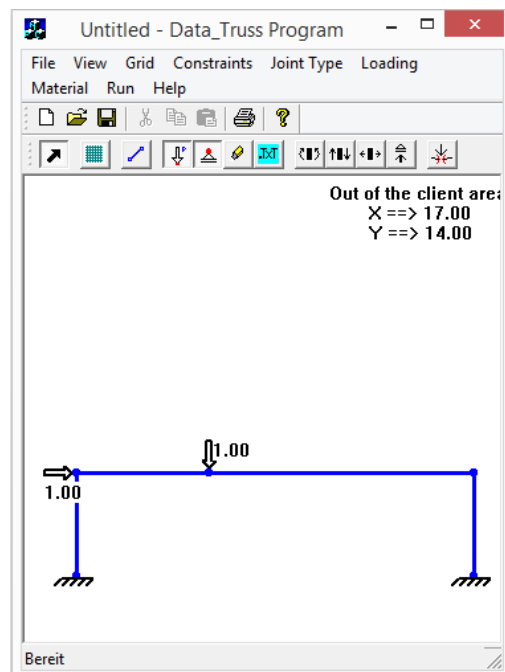 Untitled - Data_Truss Program
File View Grid Constraints Joint Type Loading
Material Run Help
.TXT
Out of the client area
X ==> 17.00
Y ==> 14.00
1.00
1.00
Bereit